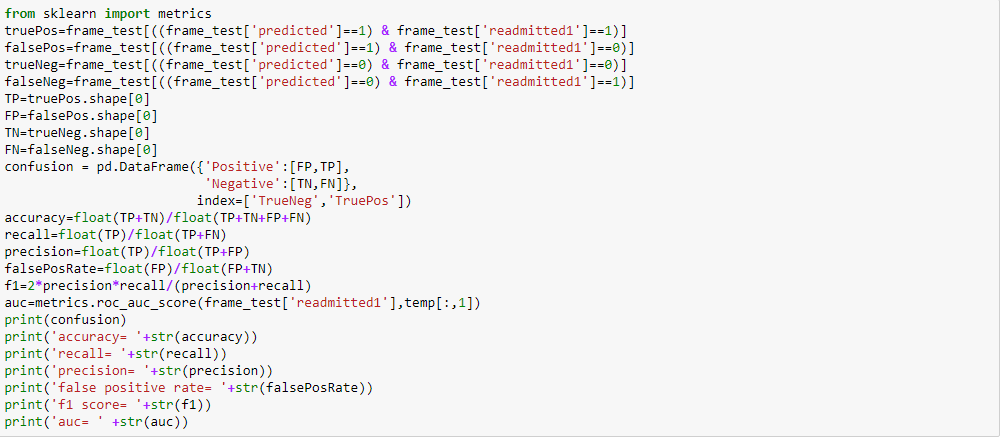 from sklearn import metrics
truePos=frame_test[((frame_test['predicted']==1) & frame_test['readmitted1']==1)]
falsePos=frame_test[((frame_test['predicted']==1) & frame_test['readmitted1']==0)]
trueNeg=frame_test[((frame_test['predicted']==0) & frame_test['readmitted1']==0)]
falseNeg=frame_test[((frame_test['predicted']==0) & frame_test['readmitted1']==1)]
TP=truePos.shape[0]
FP=falsePos.shape[0]
TN=trueNeg.shape[0]
FN=falseNeg.shape[0]
confusion = pd.DataFrame({'Positive':[FP,TP],
                          'Negative':[TN,FN]},
                         index=['TrueNeg','TruePos'])
accuracy=float(TP+TN)/float(TP+TN+FP+FN)
recall=float(TP)/float(TP+FN)
precision=float(TP)/float(TP+FP)
falsePosRate=float(FP)/float(FP+TN)
f1=2*precision*recall/(precision+recall)
auc=metrics.roc_auc_score(frame_test['readmitted1'],temp[:,1])
print(confusion)
print('accuracy= '+str(accuracy))
print('recall= '+str(recall))
print('precision= '+str(precision))
print('false positive rate= '+str(falsePosRate))
print('f1 score= '+str(f1))
print('auc= ' +str(auc))